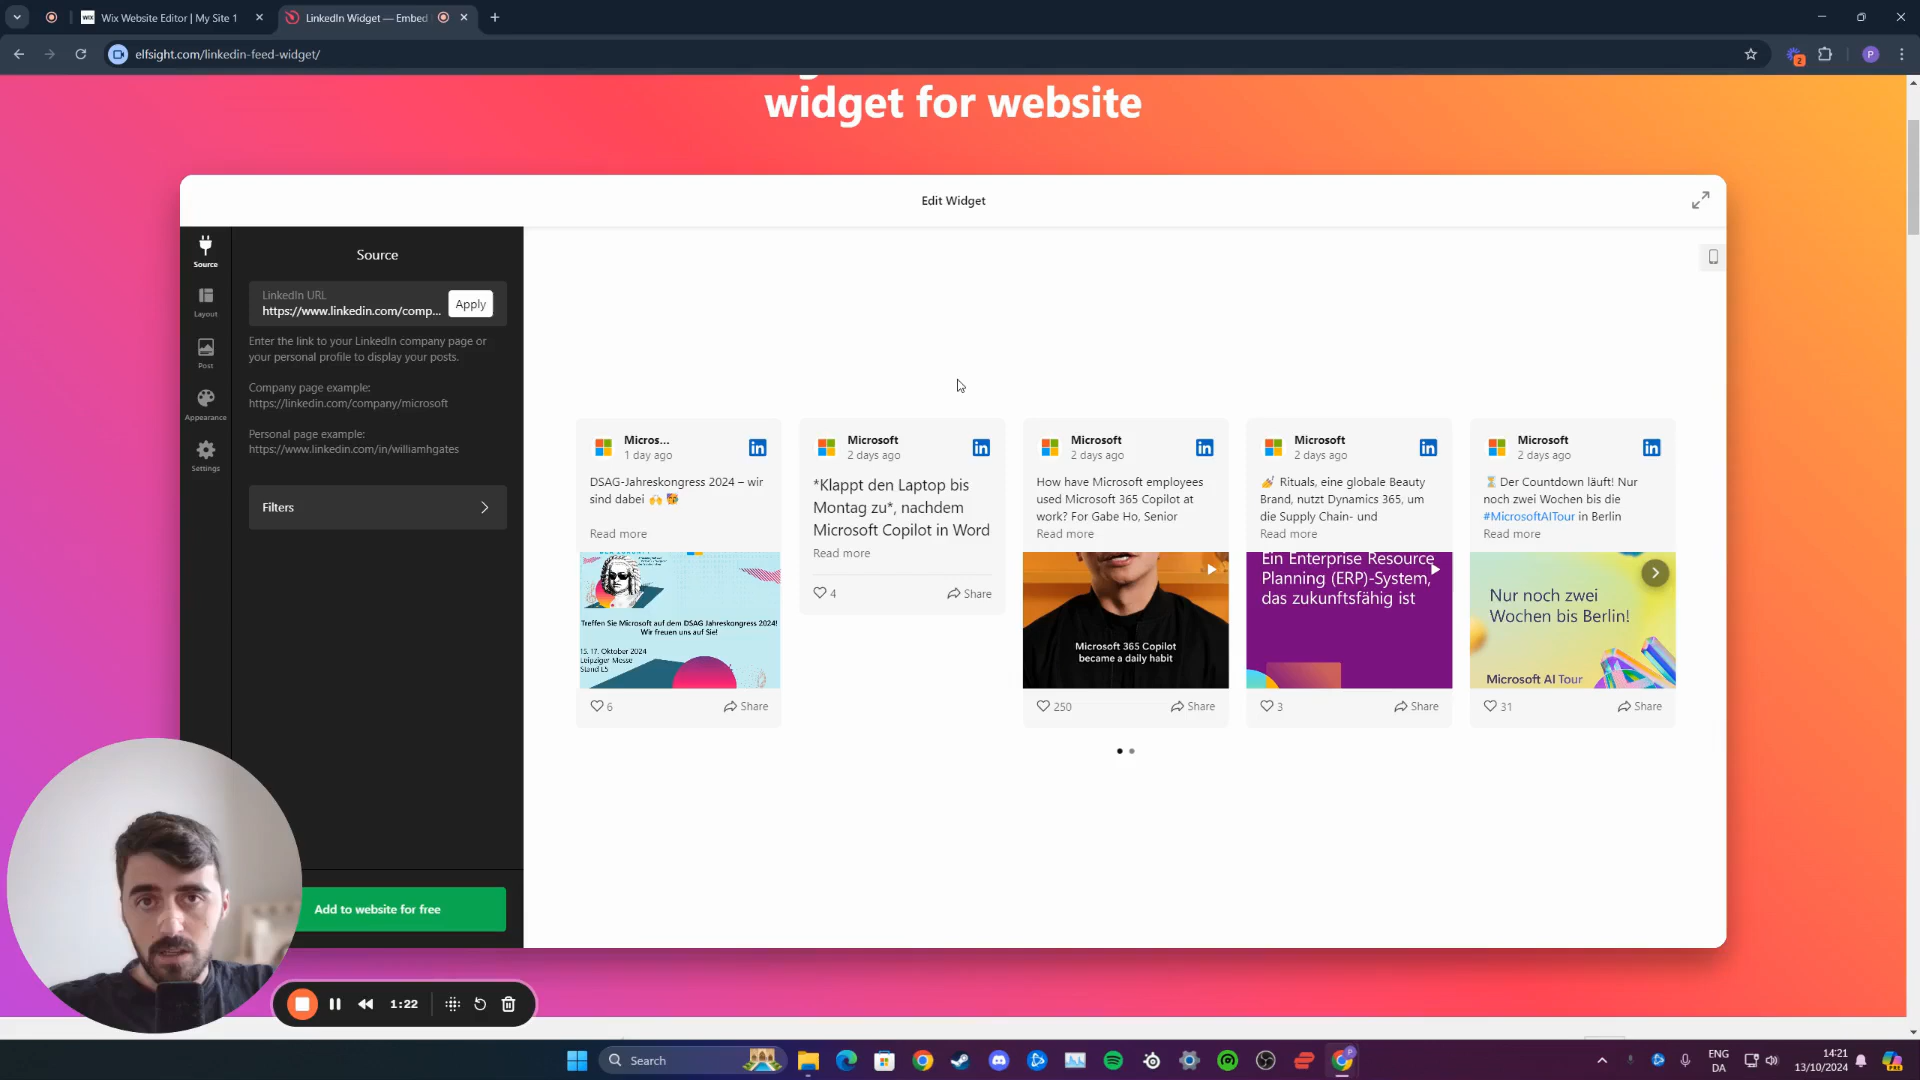 Wix Website Editor | My Site 1
LinkedIn Widget — Embed
elfsight.com/linkedin-feed-widget/
P
2
widget for website
Edit Widget
Source
Layout
Post
Appearance
Settings
Source
LinkedIn URL
https://www.linkedin.com/comp...
Apply
Enter the link to your LinkedIn company page or
your personal profile to display your posts.
Company page example:
https://linkedin.com/company/microsoft
Personal page example:
https://www.linkedin.com/in/williamhgates
Filters
Add to website for free
Micros...
1 day ago
DSAG-Jahreskongress 2024 – wir
sind dabei 🙌 🎉
Read more
Treffen Sie Microsoft auf dem DSAG Jahreskongress 2024!
Wir freuen uns auf Sie!
15. 17. Oktober 2024
Leipziger Messe
Stand L5
6
Share
Microsoft
2 days ago
*Klappt den Laptop bis
Montag zu*, nachdem
Microsoft Copilot in Word
Read more
4
Share
Microsoft
2 days ago
How have Microsoft employees
used Microsoft 365 Copilot at
work? For Gabe Ho, Senior
Read more
Microsoft 365 Copilot
became a daily habit
250
Share
Microsoft
2 days ago
💅 Rituals, eine globale Beauty
Brand, nutzt Dynamics 365, um
die Supply Chain- und
Read more
Ein Enterprise Resource
Planning (ERP)-System,
das zukunftsfähig ist
3
Share
Microsoft
2 days ago
⏳ Der Countdown läuft! Nur
noch zwei Wochen bis die
#MicrosoftAITour in Berlin
Read more
Nur noch zwei
Wochen bis Berlin!
Microsoft AI Tour
31
Share
1:22
Search
ENG
DA
14:21
13/10/2024